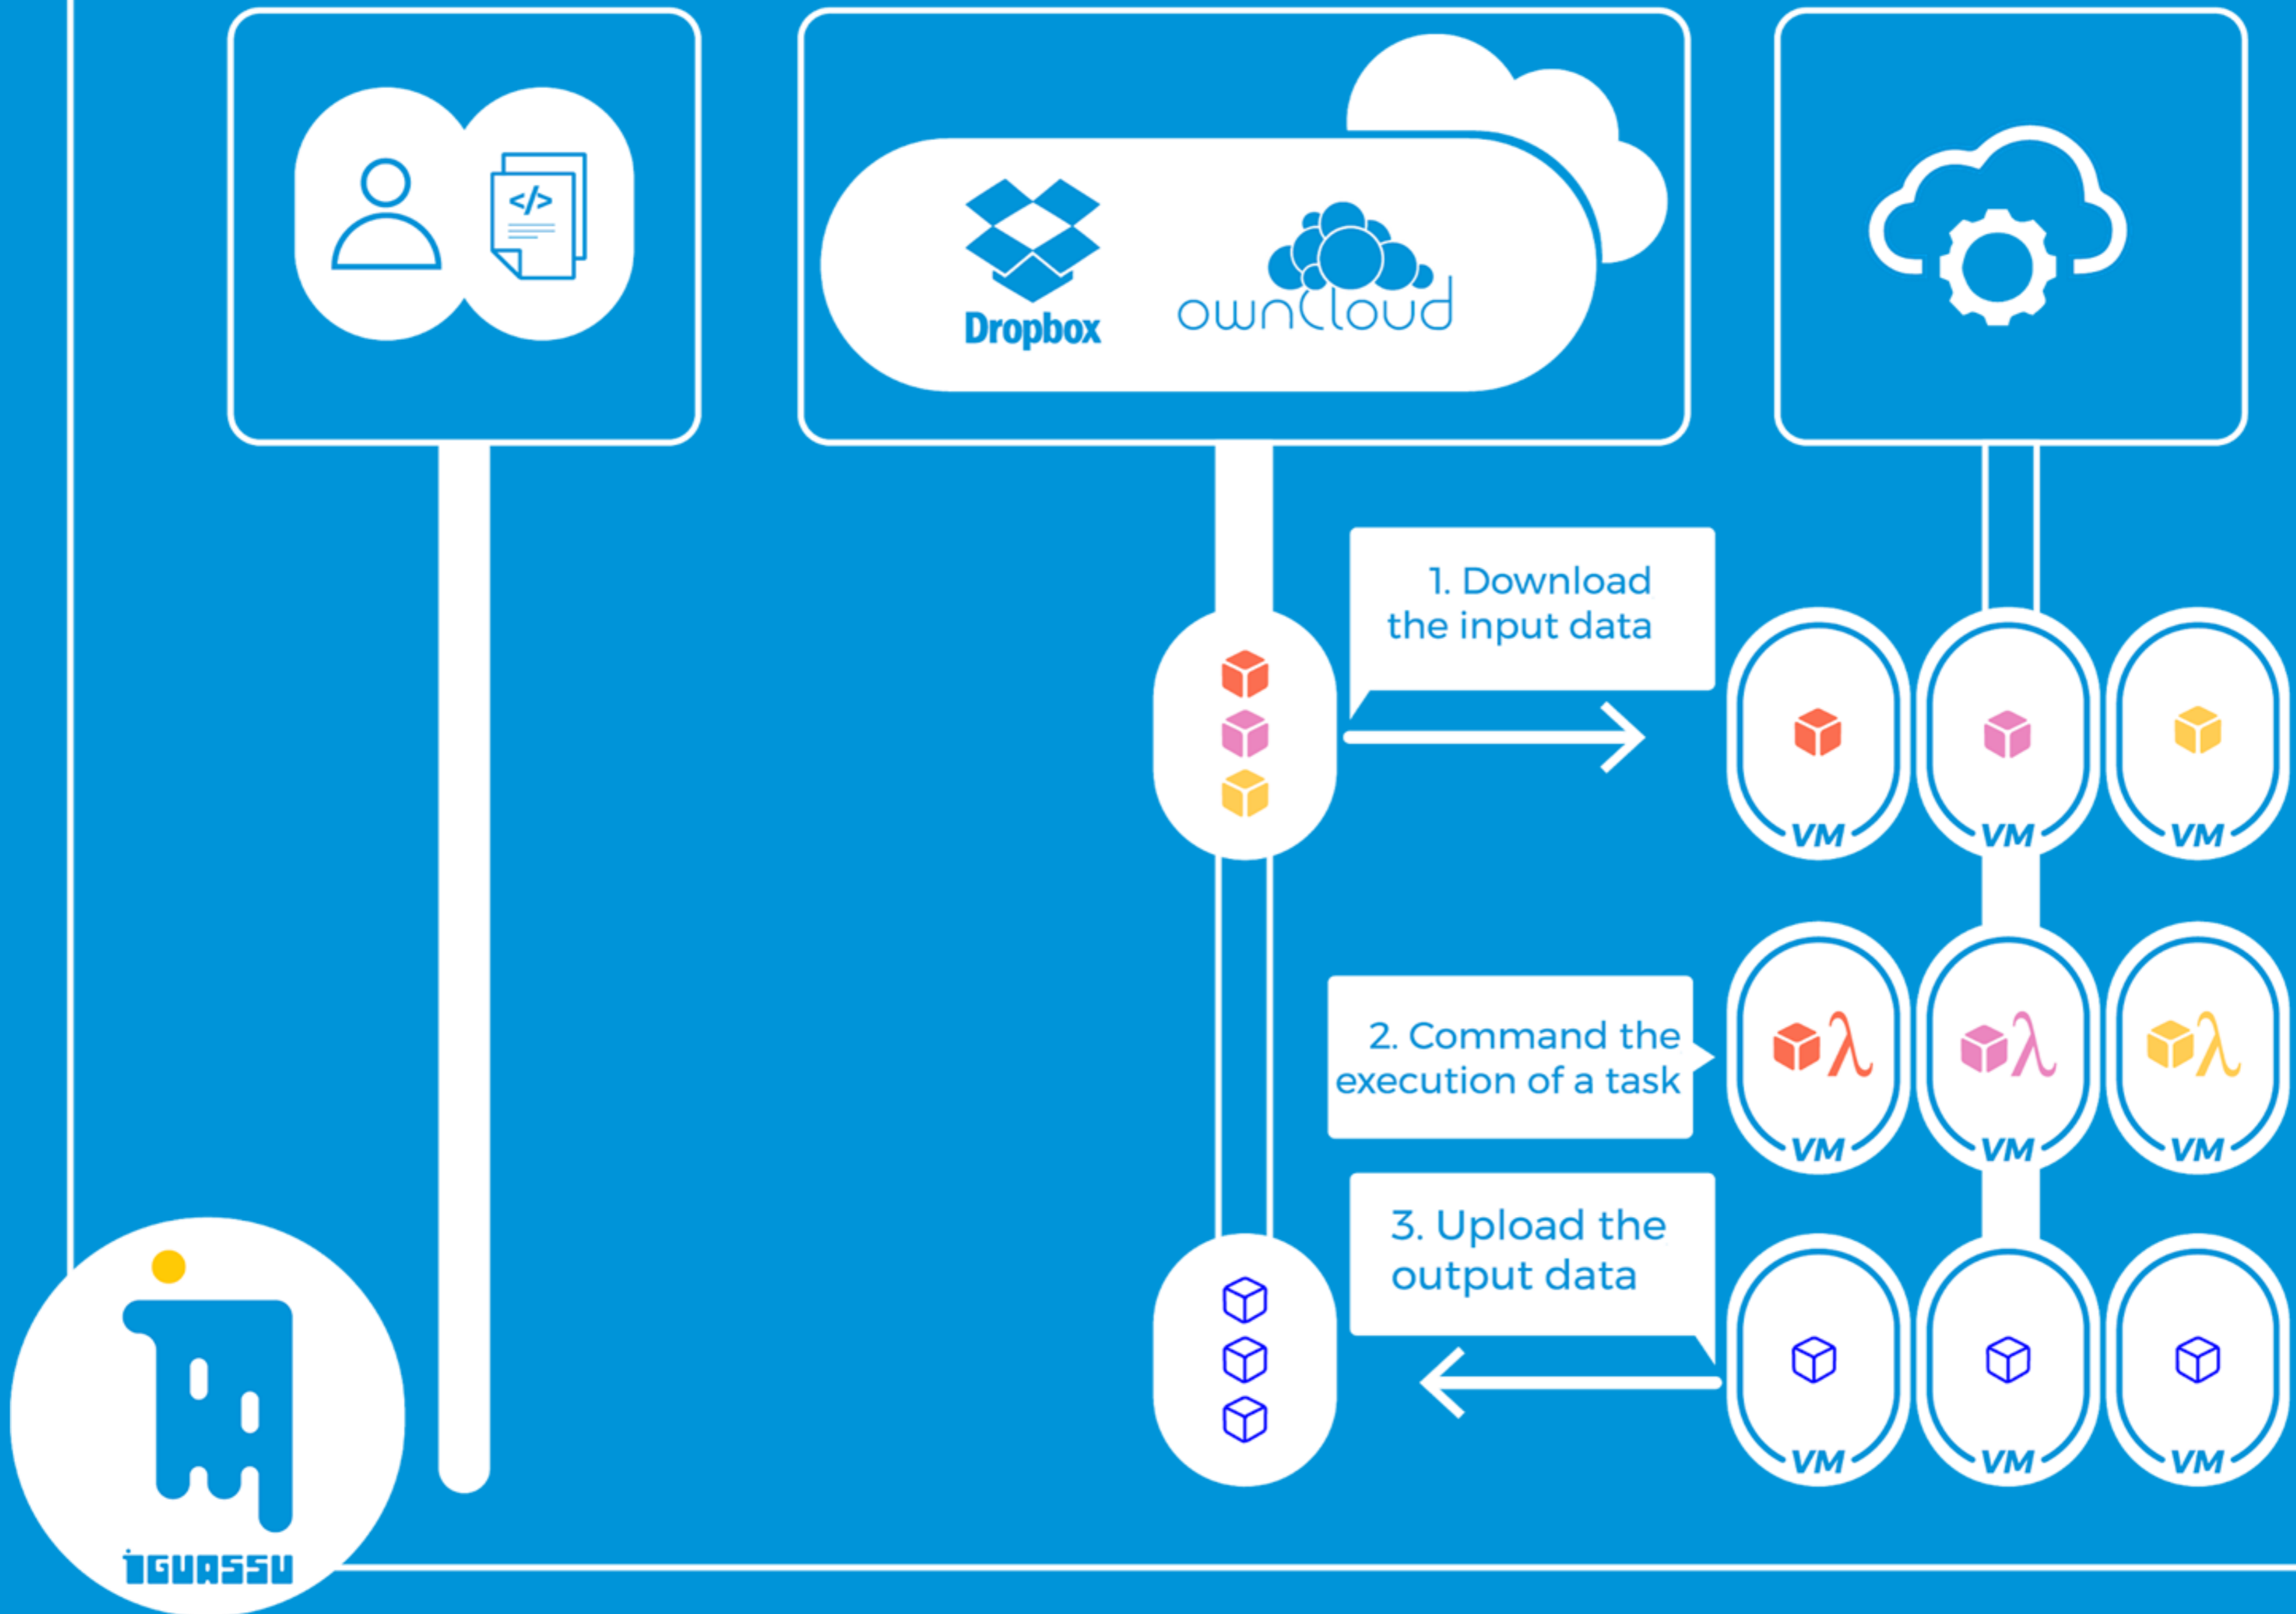 </>
Dropbox
ownCloud
1. Download
the input data
VM
VM
VM
2. Command the
execution of a task
λ
λ
λ
VM
VM
VM
3. Upload the
output data
VM
VM
VM
iGUASSU